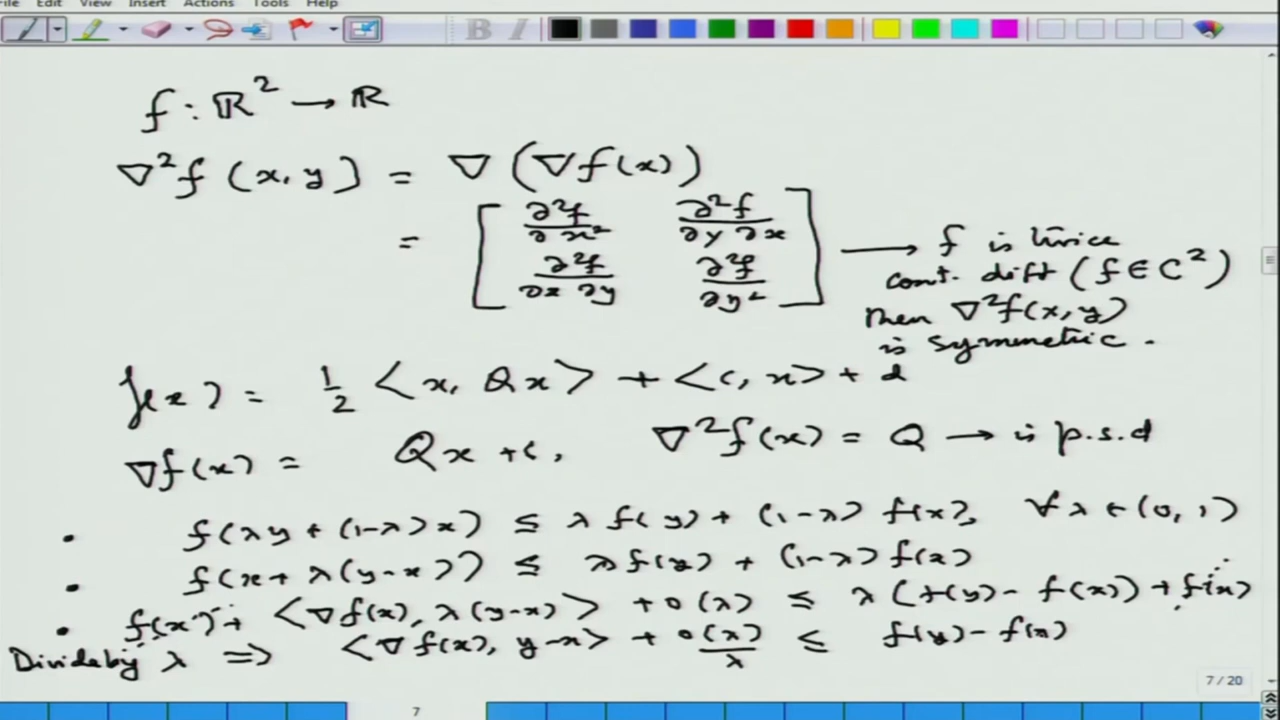 File Edit View Insert Actions Tools Help
B I
f : ℝ² → ℝ
∇²f (x, y) = ∇ (∇f(x))
= [ ∂²f/∂x² ∂²f/∂y ∂x
∂²f/∂x ∂y ∂²f/∂y² ] → f is twice
cont. diff (f ∈ C²)
then ∇²f(x, y)
is symmetric.
f(x) = 1/2 <x, Qx> + <c, x> + d
∇f(x) = Qx + c, ∇²f(x) = Q → is p.s.d
• f(λy + (1-λ)x) ≤ λ f(y) + (1-λ) f(x), ∀ λ ∈ (0, 1)
• f(x + λ(y-x)) ≤ λ f(y) + (1-λ) f(x)
• f(x) + <∇f(x), λ(y-x)> + o(λ) ≤ λ (f(y) - f(x)) + f(x)
Divide by λ ⇒ <∇f(x), y-x> + o(λ)/λ ≤ f(y) - f(x)
7 / 20
7